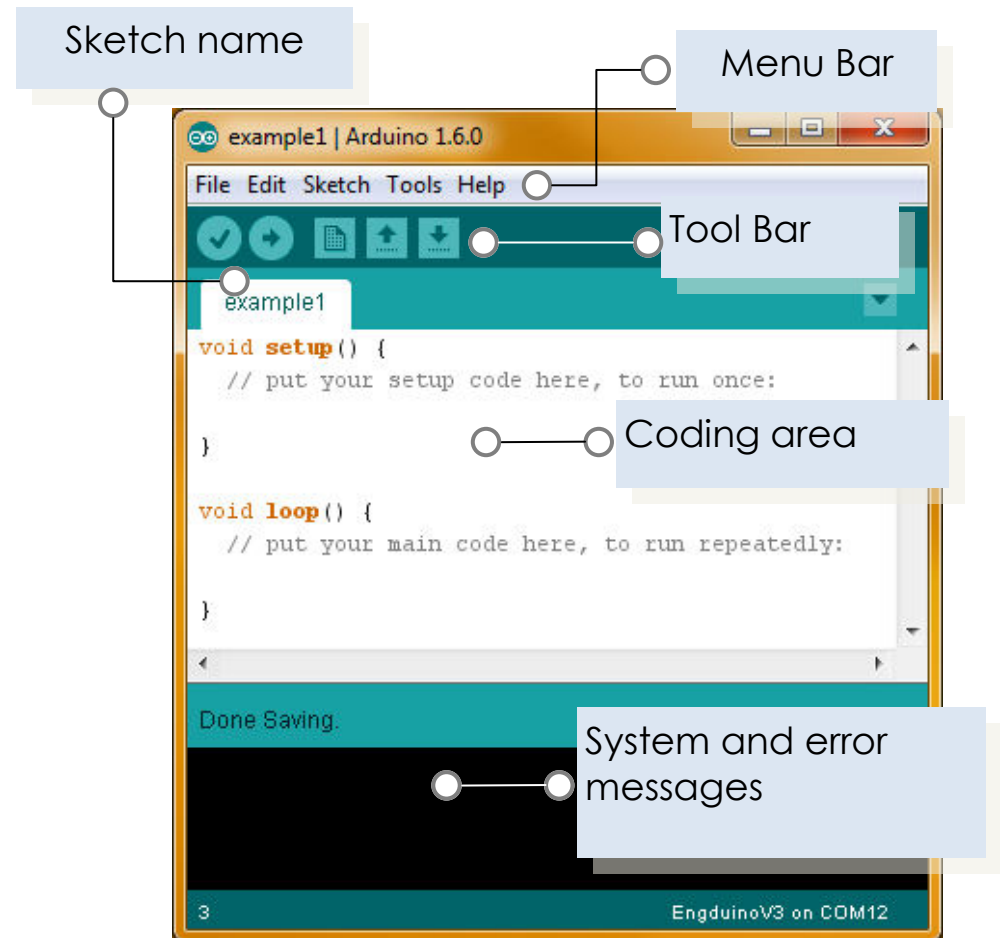 Sketch name
Menu Bar
example1 | Arduino 1.6.0
File Edit Sketch Tools Help
Tool Bar
example1
void setup() {
// put your setup code here, to run once:
}
Coding area
void loop() {
// put your main code here, to run repeatedly:
}
Done Saving.
System and error
messages
3
EngduinoV3 on COM12